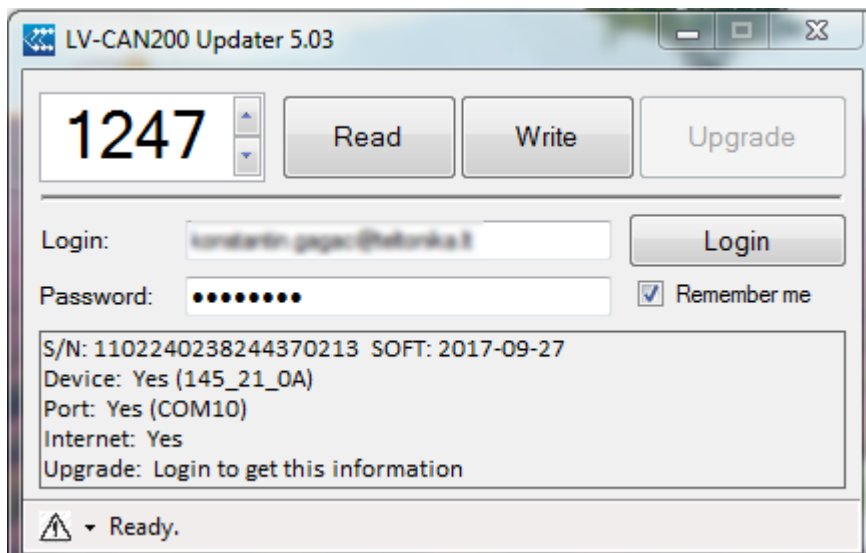 LV-CAN200 Updater 5.03
1247 Read Write Upgrade
Login: Login
Password: •••••••• Remember me
S/N: 1102240238244370213 SOFT: 2017-09-27
Device: Yes (145_21_0A)
Port: Yes (COM10)
Internet: Yes
Upgrade: Login to get this information
Ready.